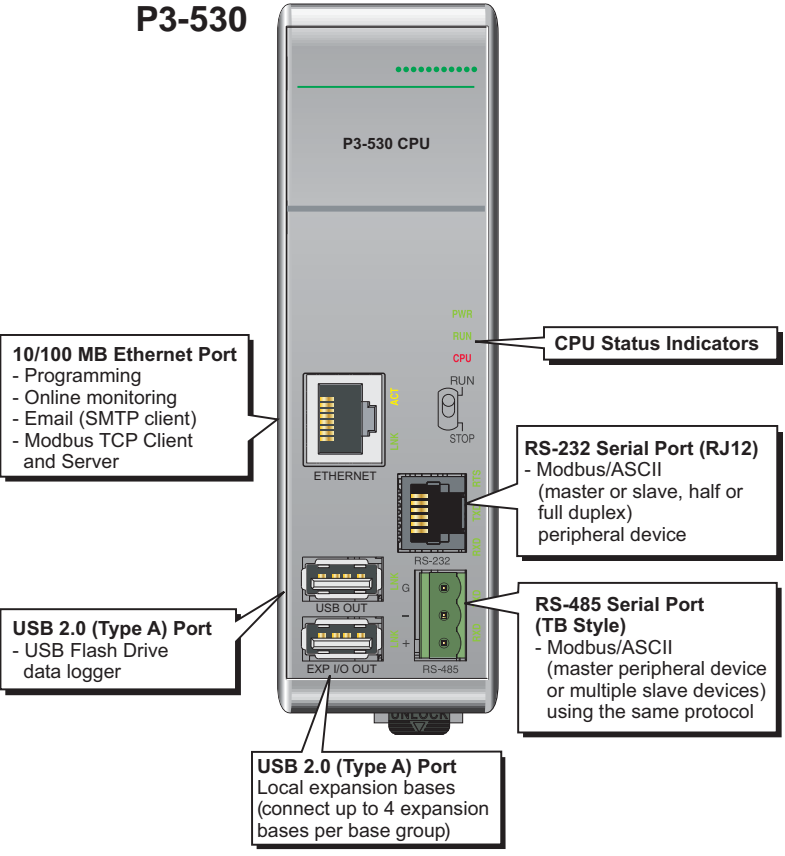 P3-530
P3-530 CPU
PWR
RUN
CPU
CPU Status Indicators
10/100 MB Ethernet Port
- Programming
- Online monitoring
- Email (SMTP client)
- Modbus TCP Client
and Server
ACT
LNK
ETHERNET
RUN
STOP
RS-232 Serial Port (RJ12)
- Modbus/ASCII
(master or slave, half or
full duplex)
peripheral device
RS-232
USB 2.0 (Type A) Port
- USB Flash Drive
data logger
USB OUT
EXP I/O OUT
G
−
+
RS-485
RS-485 Serial Port
(TB Style)
- Modbus/ASCII
(master peripheral device
or multiple slave devices)
using the same protocol
UNLOCK
USB 2.0 (Type A) Port
Local expansion bases
(connect up to 4 expansion
bases per base group)